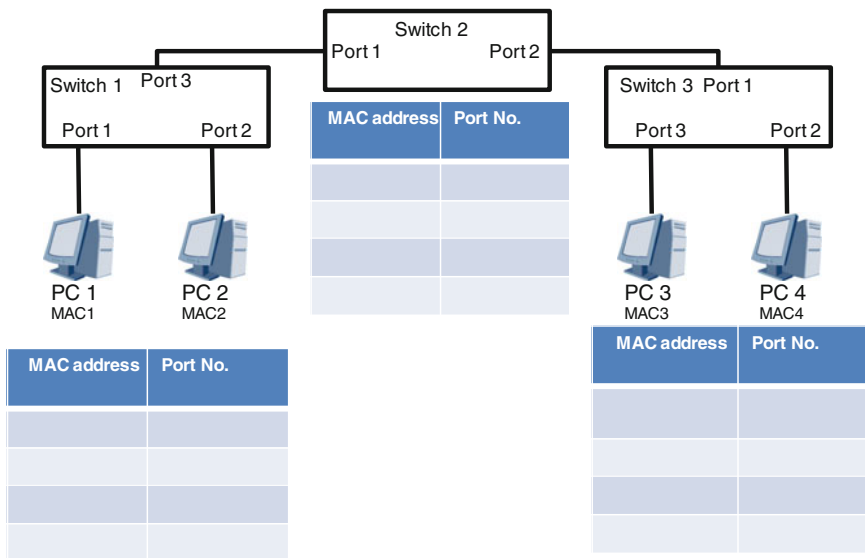 Switch 2
Port 1 Port 2
Switch 1 Port 3
Port 1 Port 2
Switch 3 Port 1
Port 3 Port 2
MAC address Port No.
PC 1
MAC1
PC 2
MAC2
PC 3
MAC3
PC 4
MAC4
MAC address Port No.
MAC address Port No.